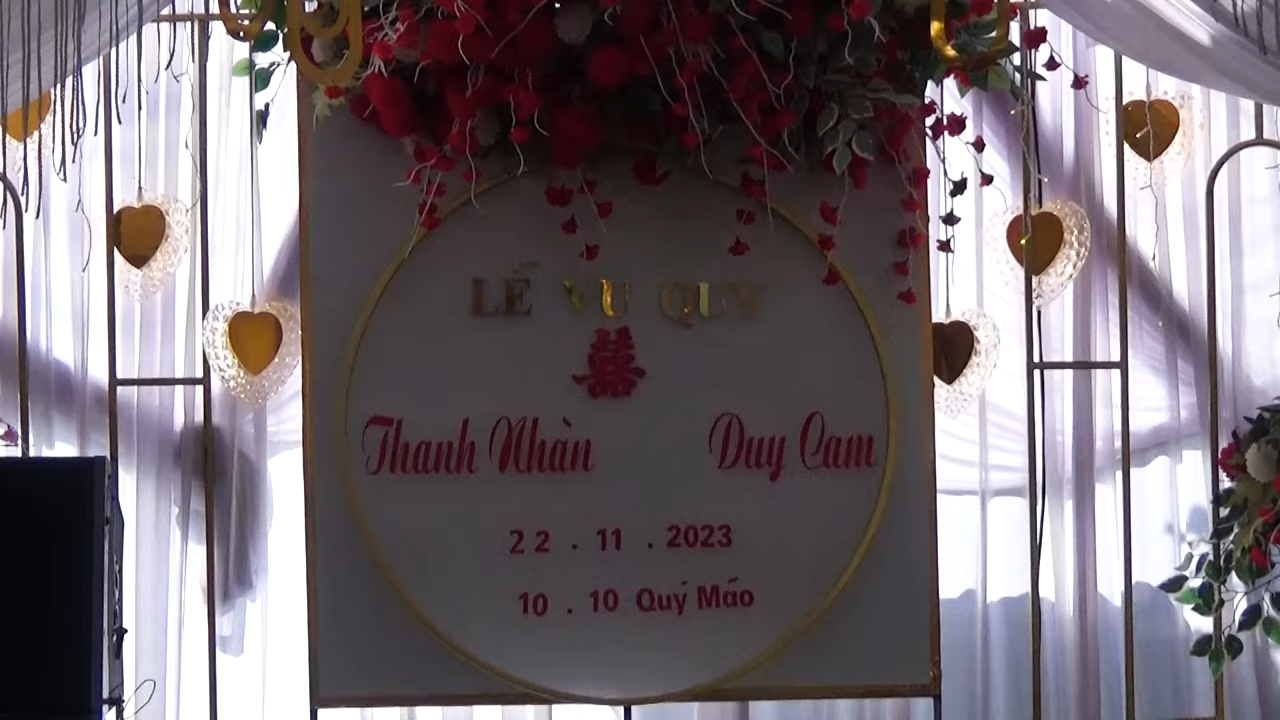 LỄ VU QUY
囍
Thanh Nhàn Duy Cam
22 . 11 . 2023
10 . 10 Quý Mão